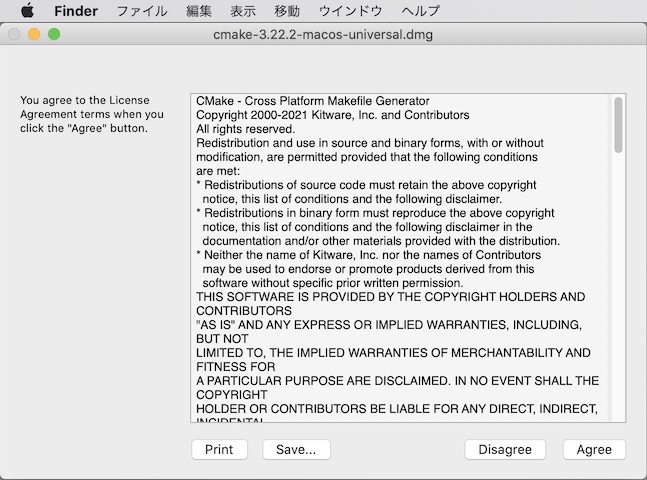 Finder ファイル 編集 表示 移動 ウインドウ ヘルプ
cmake-3.22.2-macos-universal.dmg
You agree to the License
Agreement terms when you
click the "Agree" button.
CMake - Cross Platform Makefile Generator
Copyright 2000-2021 Kitware, Inc. and Contributors
All rights reserved.
Redistribution and use in source and binary forms, with or without
modification, are permitted provided that the following conditions
are met:
* Redistributions of source code must retain the above copyright
notice, this list of conditions and the following disclaimer.
* Redistributions in binary form must reproduce the above copyright
notice, this list of conditions and the following disclaimer in the
documentation and/or other materials provided with the distribution.
* Neither the name of Kitware, Inc. nor the names of Contributors
may be used to endorse or promote products derived from this
software without specific prior written permission.
THIS SOFTWARE IS PROVIDED BY THE COPYRIGHT HOLDERS AND
CONTRIBUTORS
"AS IS" AND ANY EXPRESS OR IMPLIED WARRANTIES, INCLUDING,
BUT NOT
LIMITED TO, THE IMPLIED WARRANTIES OF MERCHANTABILITY AND
FITNESS FOR
A PARTICULAR PURPOSE ARE DISCLAIMED. IN NO EVENT SHALL THE
COPYRIGHT
HOLDER OR CONTRIBUTORS BE LIABLE FOR ANY DIRECT, INDIRECT,
INCIDENTAL
Print Save... Disagree Agree